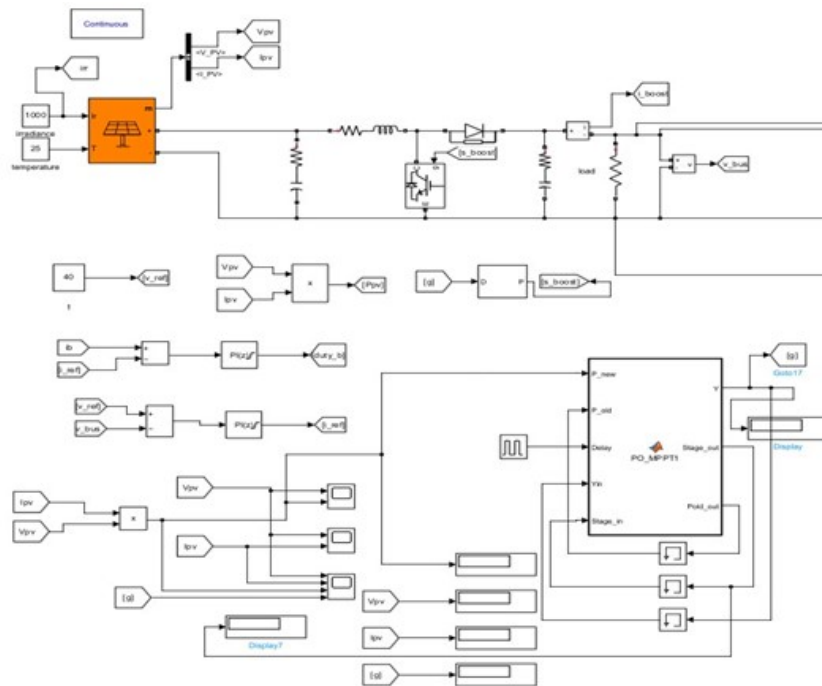 Continuous
Vpv
<V_PV>
Ipv
<I_PV>
irr
m
1000
irradiance
25
temperature
T
+
-
[s_boost]
i_boost
load
v_bus
40
[v_ref]
1
Vpv
Ipv
×
[Ppv]
[g]
D
P
[s_boost]
ib
[i_ref]
PI(z)
[duty_b]
[v_ref]
v_bus
PI(z)
[i_ref]
P_new
P_old
Delay
Yin
Stage_in
PO_MPPT1
Y
Stage_out
Pold_out
[g]
Goto17
Display
Ipv
Vpv
×
Vpv
Ipv
[g]
Display7
Vpv
Ipv
[g]